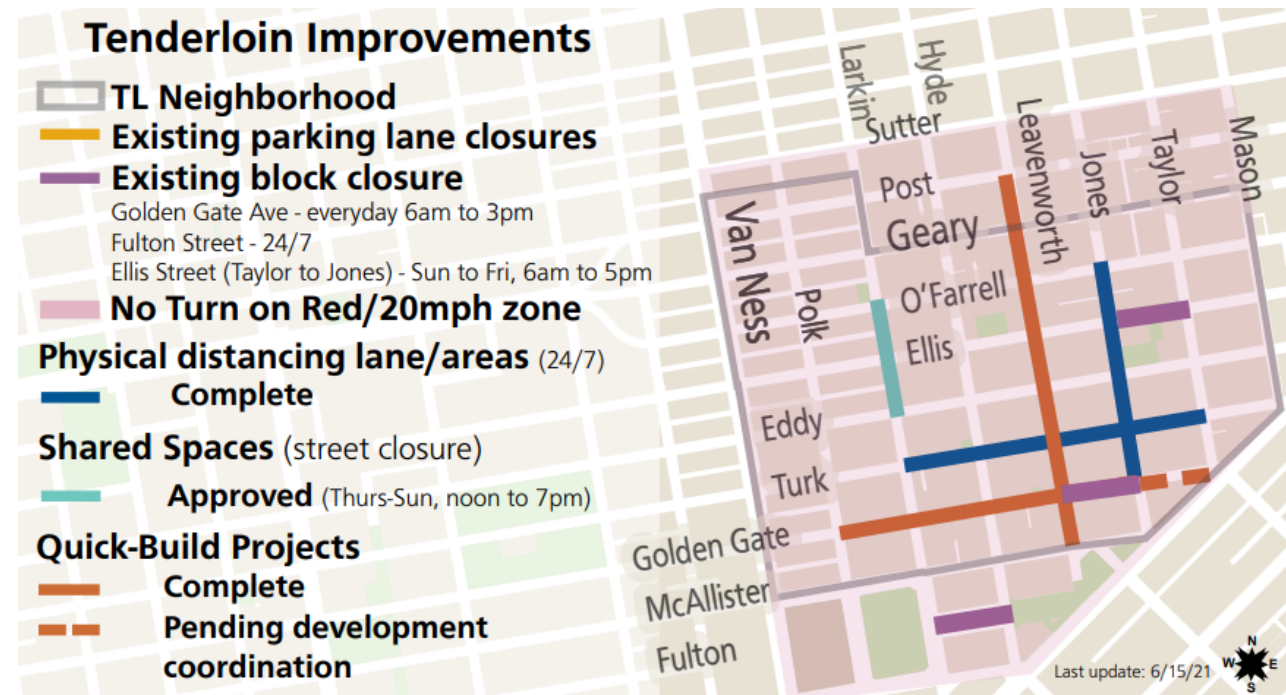 Tenderloin Improvements
TL Neighborhood
Existing parking lane closures
Existing block closure
Golden Gate Ave - everyday 6am to 3pm
Fulton Street - 24/7
Ellis Street (Taylor to Jones) - Sun to Fri, 6am to 5pm
No Turn on Red/20mph zone
Physical distancing lane/areas (24/7)
Complete
Shared Spaces (street closure)
Approved (Thurs-Sun, noon to 7pm)
Quick-Build Projects
Complete
Pending development
coordination
Larkin
Hyde
Sutter
Leavenworth
Jones
Taylor
Mason
Post
Geary
Van Ness
Polk
O'Farrell
Ellis
Eddy
Turk
Golden Gate
McAllister
Fulton
Last update: 6/15/21
N
W
E
S